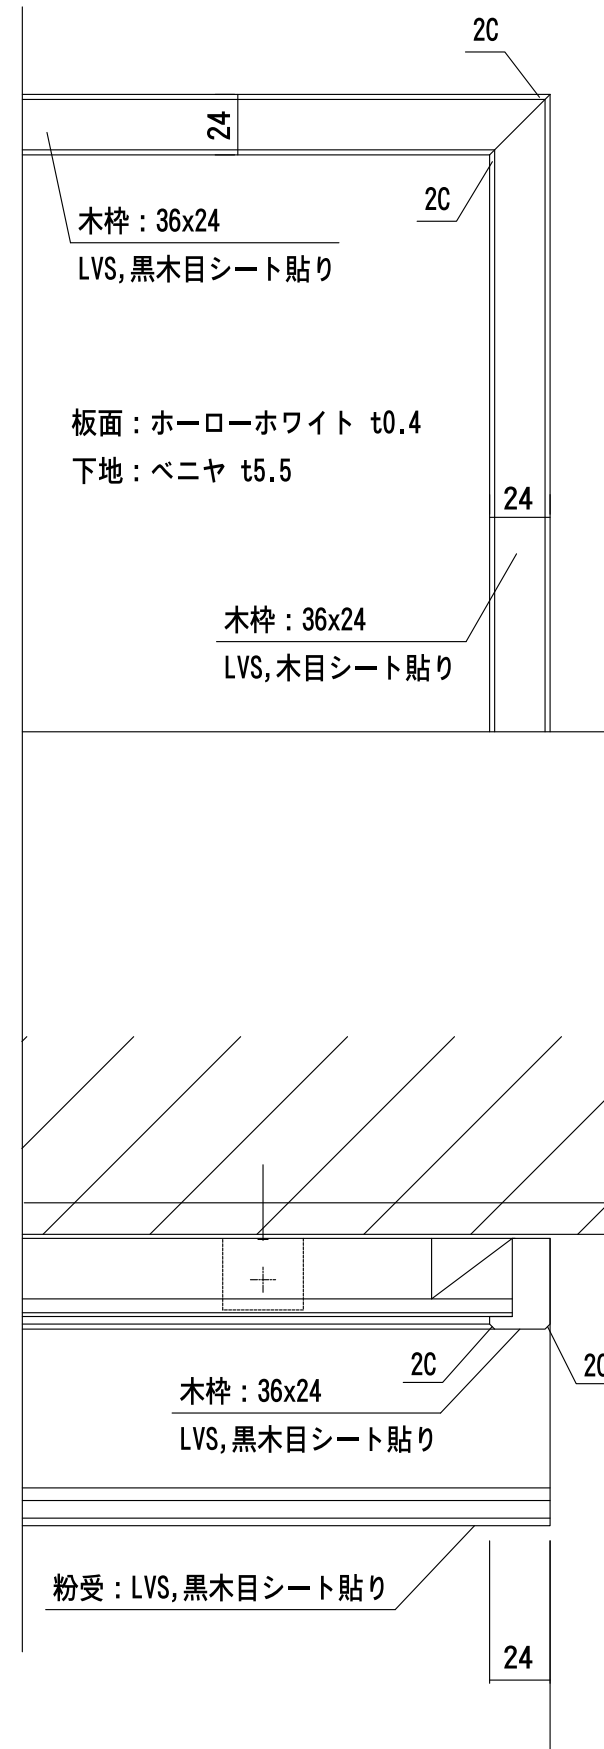 2C
24
2C
木枠：36x24
LVS,黒木目シート貼り
板面：ホーローホワイト t0.4
下地：ベニヤ t5.5
24
木枠：36x24
LVS,木目シート貼り
2C
2C
木枠：36x24
LVS,黒木目シート貼り
粉受：LVS,黒木目シート貼り
24